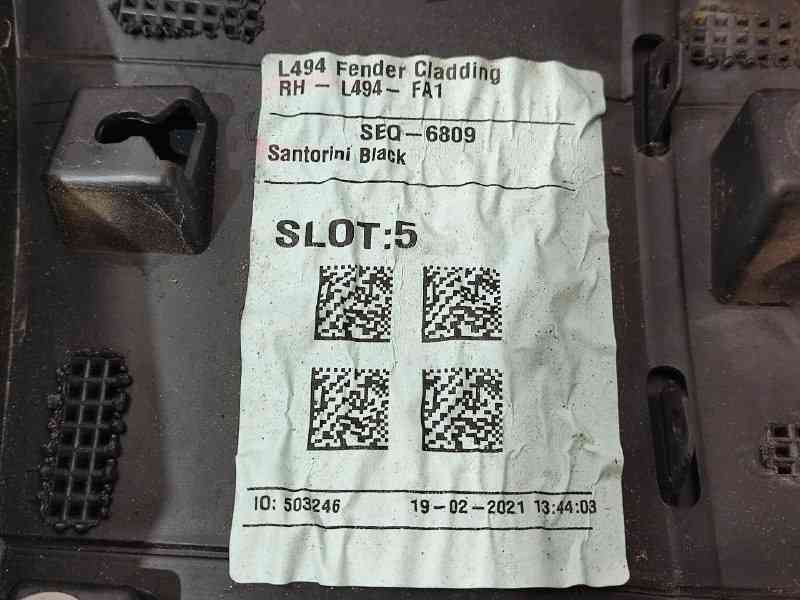 L494 Fender Cladding
RH - L494 - FA1
SEQ-6809
Santorini Black
SLOT:5
IO: 503246 19-02-2021 13:44:03